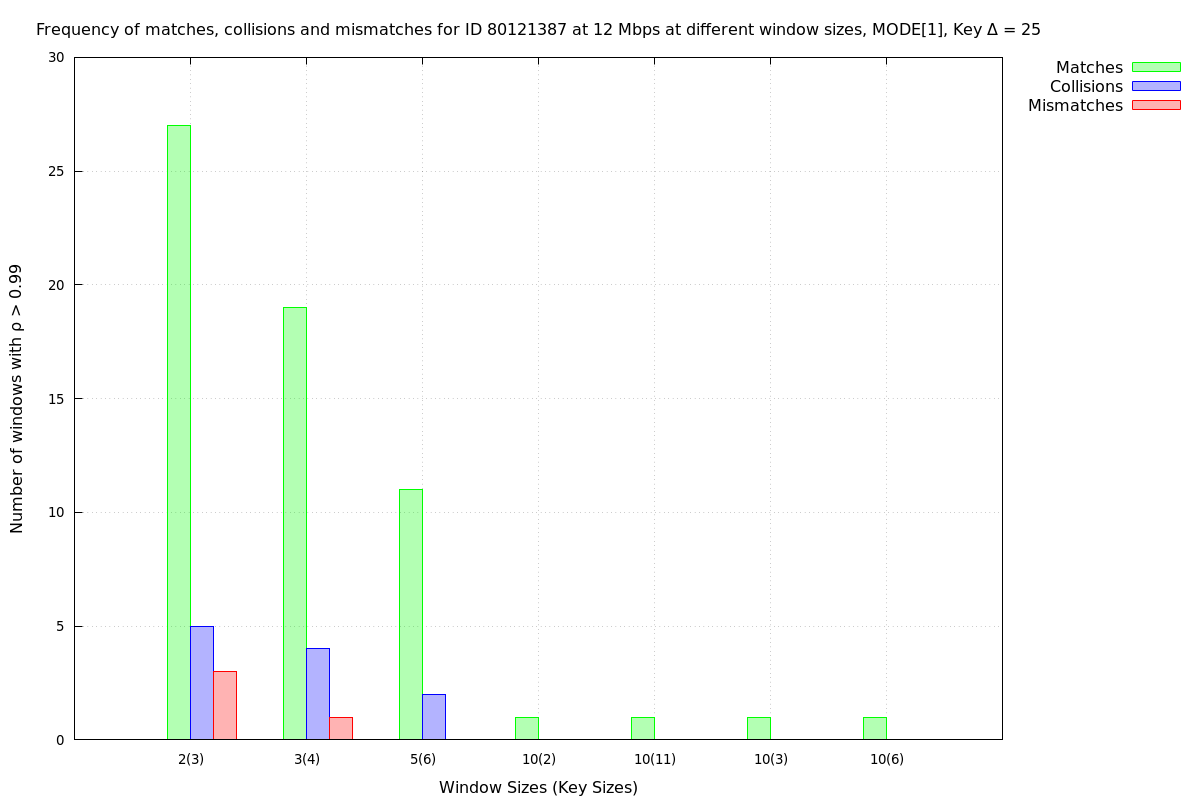 Frequency of matches, collisions and mismatches for ID 80121387 at 12 Mbps at different window sizes, MODE[1], Key Δ = 25
Matches
Collisions
Mismatches
Number of windows with ρ > 0.99
30
25
20
15
10
5
0
2(3) 3(4) 5(6) 10(2) 10(11) 10(3) 10(6)
Window Sizes (Key Sizes)